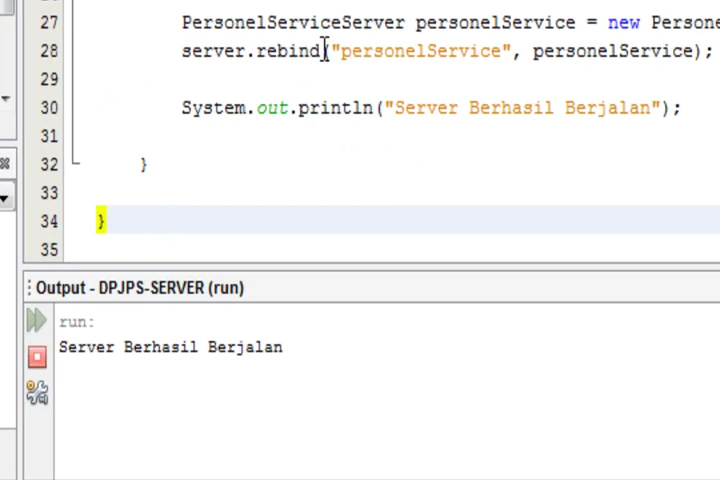 27 PersonelServiceServer personelService = new
28 server.rebind("personelService", personelService);
29
30 System.out.println("Server Berhasil Berjalan");
31
32 }
33
34 }
35
Output - DPJPS-SERVER (run)
run:
Server Berhasil Berjalan